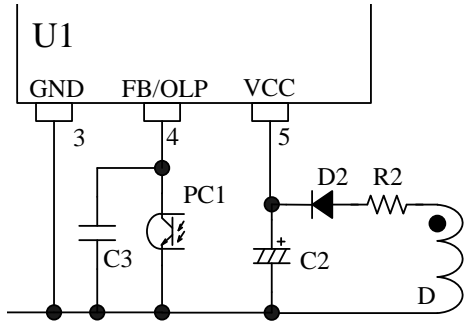 U1
GND FB/OLP VCC
3 4 5
D2 R2
PC1
C3 C2
+
D